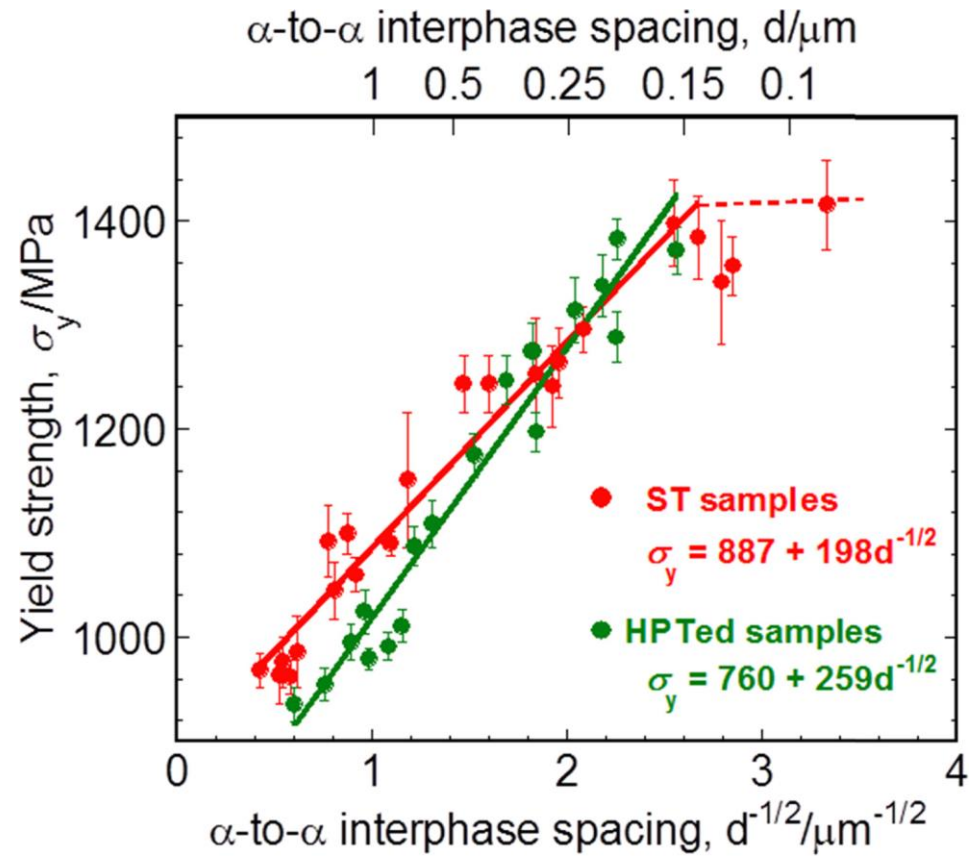 α-to-α interphase spacing, d/μm
1 0.5 0.25 0.15 0.1
Yield strength, σy/MPa
1400
1200
1000
ST samples
σy = 887 + 198d-1/2
HPTed samples
σy = 760 + 259d-1/2
0 1 2 3 4
α-to-α interphase spacing, d-1/2/μm-1/2